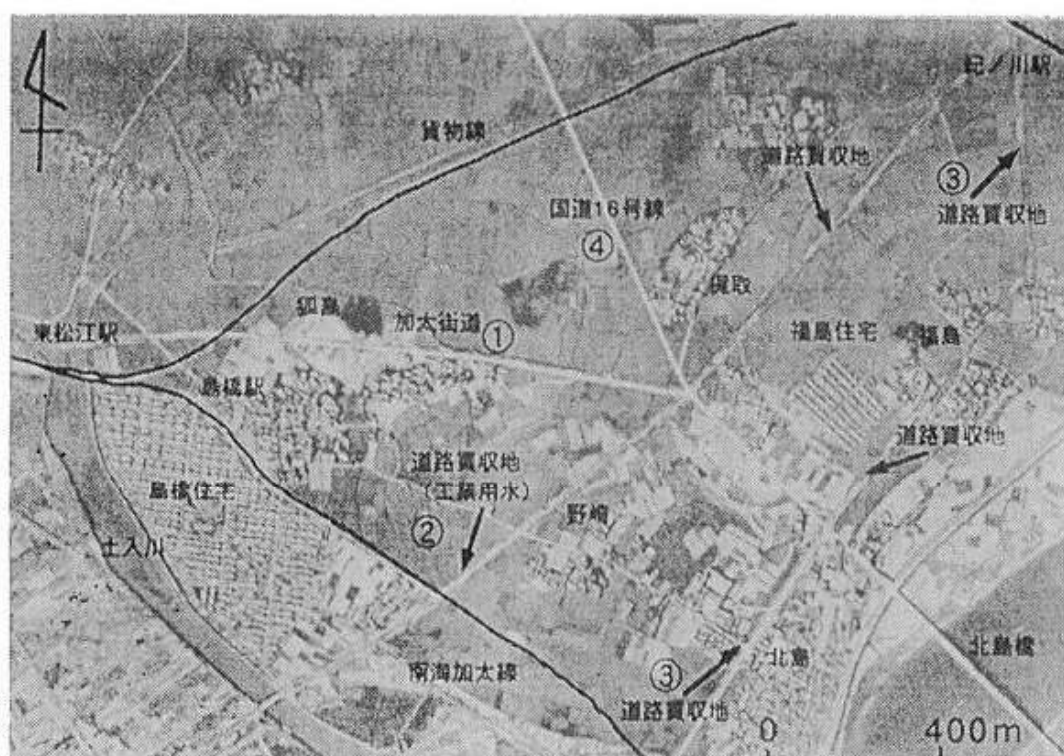 紀ノ川駅
貨物線
道路買収地
③
道路買収地
国道16号線
④
梶取
狐島
加太街道
①
東松江駅
福島住宅
福島
島橋駅
道路買収地
道路買収地
(工業用水)
島橋住宅
②
野崎
土入川
北島橋
南海加太線
③
北島
道路買収地
0
400m